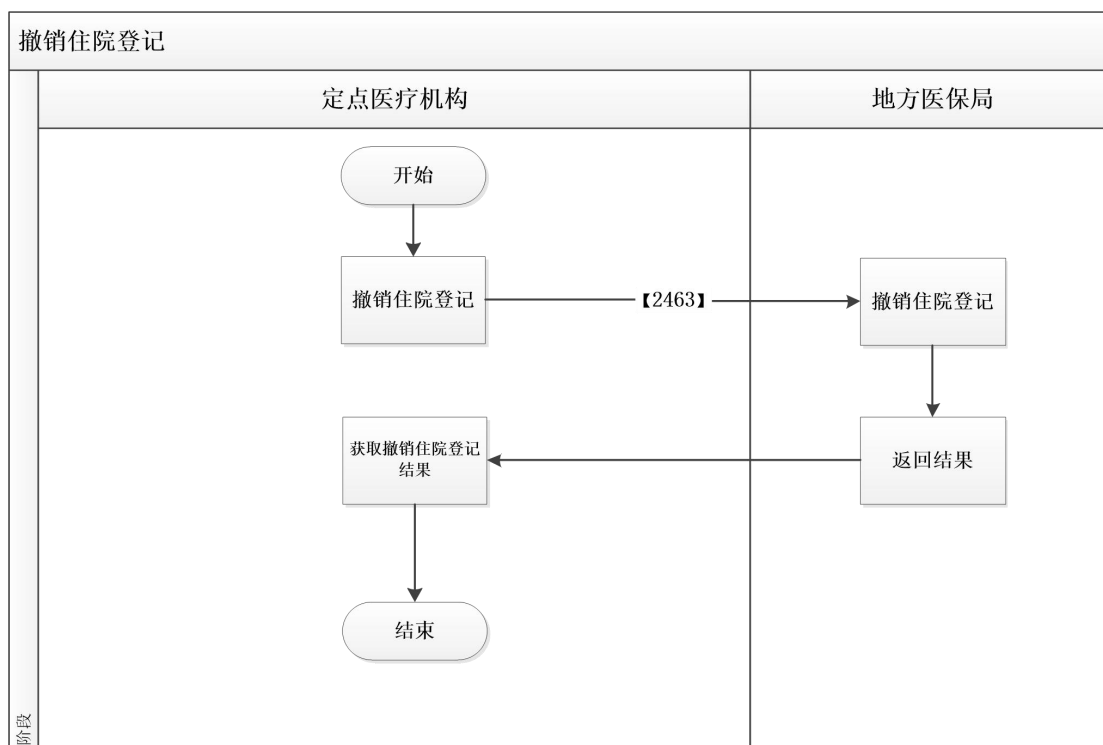 撤销住院登记
定点医疗机构
地方医保局
开始
撤销住院登记
【2463】
撤销住院登记
获取撤销住院登记
结果
返回结果
结束
阶段